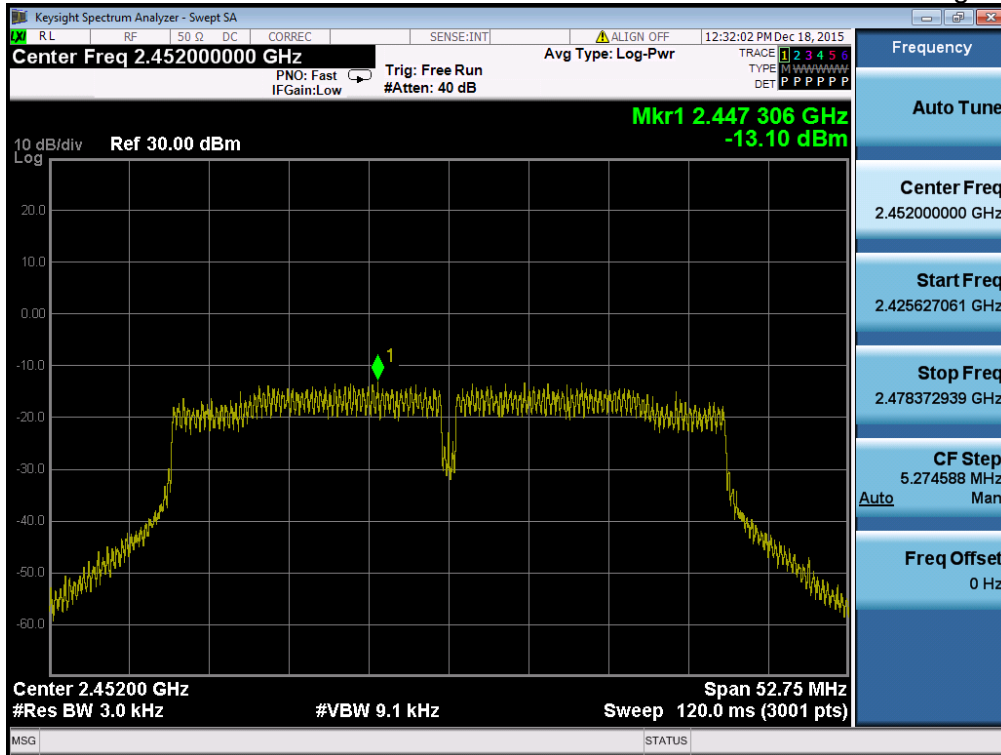 Keysight Spectrum Analyzer - Swept SA
LXI RL RF 50 Ω DC CORREC SENSE:INT ALIGN OFF 12:32:02 PM Dec 18, 2015
Center Freq 2.452000000 GHz
PNO: Fast
IFGain:Low
Trig: Free Run
#Atten: 40 dB
Avg Type: Log-Pwr
TRACE 1 2 3 4 5 6
TYPE M WWWWW
DET P P P P P P
Mkr1 2.447 306 GHz
-13.10 dBm
10 dB/div Ref 30.00 dBm
Log
20.0
10.0
0.00
-10.0
-20.0
-30.0
-40.0
-50.0
-60.0
1
Center 2.45200 GHz Span 52.75 MHz
#Res BW 3.0 kHz #VBW 9.1 kHz Sweep 120.0 ms (3001 pts)
MSG STATUS
Frequency
Auto Tune
Center Freq
2.452000000 GHz
Start Freq
2.425627061 GHz
Stop Freq
2.478372939 GHz
CF Step
5.274588 MHz
Auto Man
Freq Offset
0 Hz